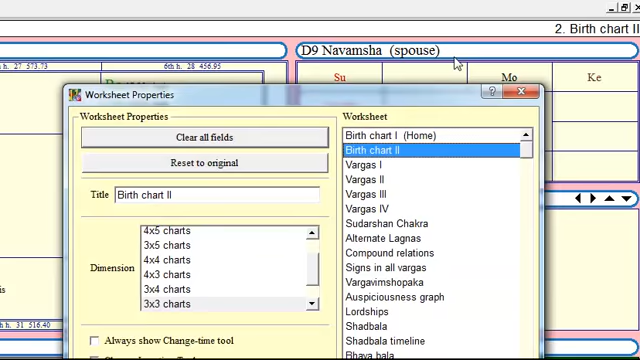 2. Birth chart II
D9 Navamsha (spouse)
27 573.73
6th h. 28 456.95
Su
Mo
Ke
Worksheet Properties
?
Worksheet Properties
Worksheet
Clear all fields
Reset to original
Title
Birth chart II
Dimension
4x5 charts
3x5 charts
4x4 charts
4x3 charts
3x4 charts
3x3 charts
Always show Change-time tool
Birth chart I (Home)
Birth chart II
Vargas I
Vargas II
Vargas III
Vargas IV
Sudarshan Chakra
Alternate Lagnas
Compound relations
Signs in all vargas
Vargavimshopaka
Auspiciousness graph
Lordships
Shadbala
Shadbala timeline
Bhava bala
h. 31 516.40